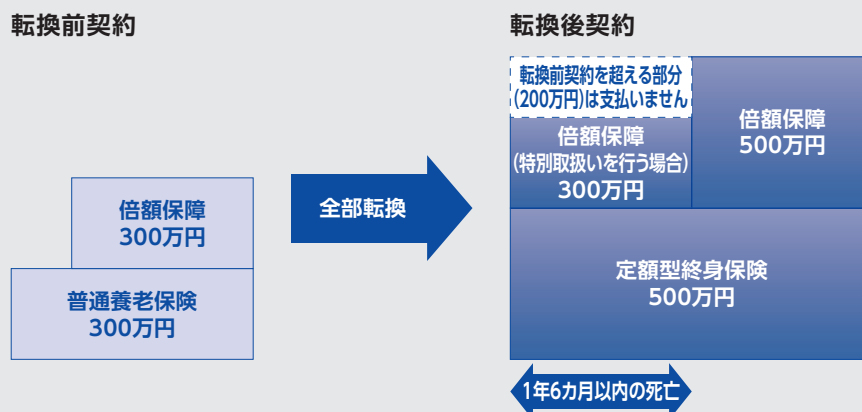 転換前契約
倍額保障
300万円
普通養老保険
300万円
全部転換
転換後契約
転換前契約を超える部分
(200万円)は支払いません
倍額保障
(特別取扱いを行う場合)
300万円
倍額保障
500万円
定額型終身保険
500万円
1年6カ月以内の死亡